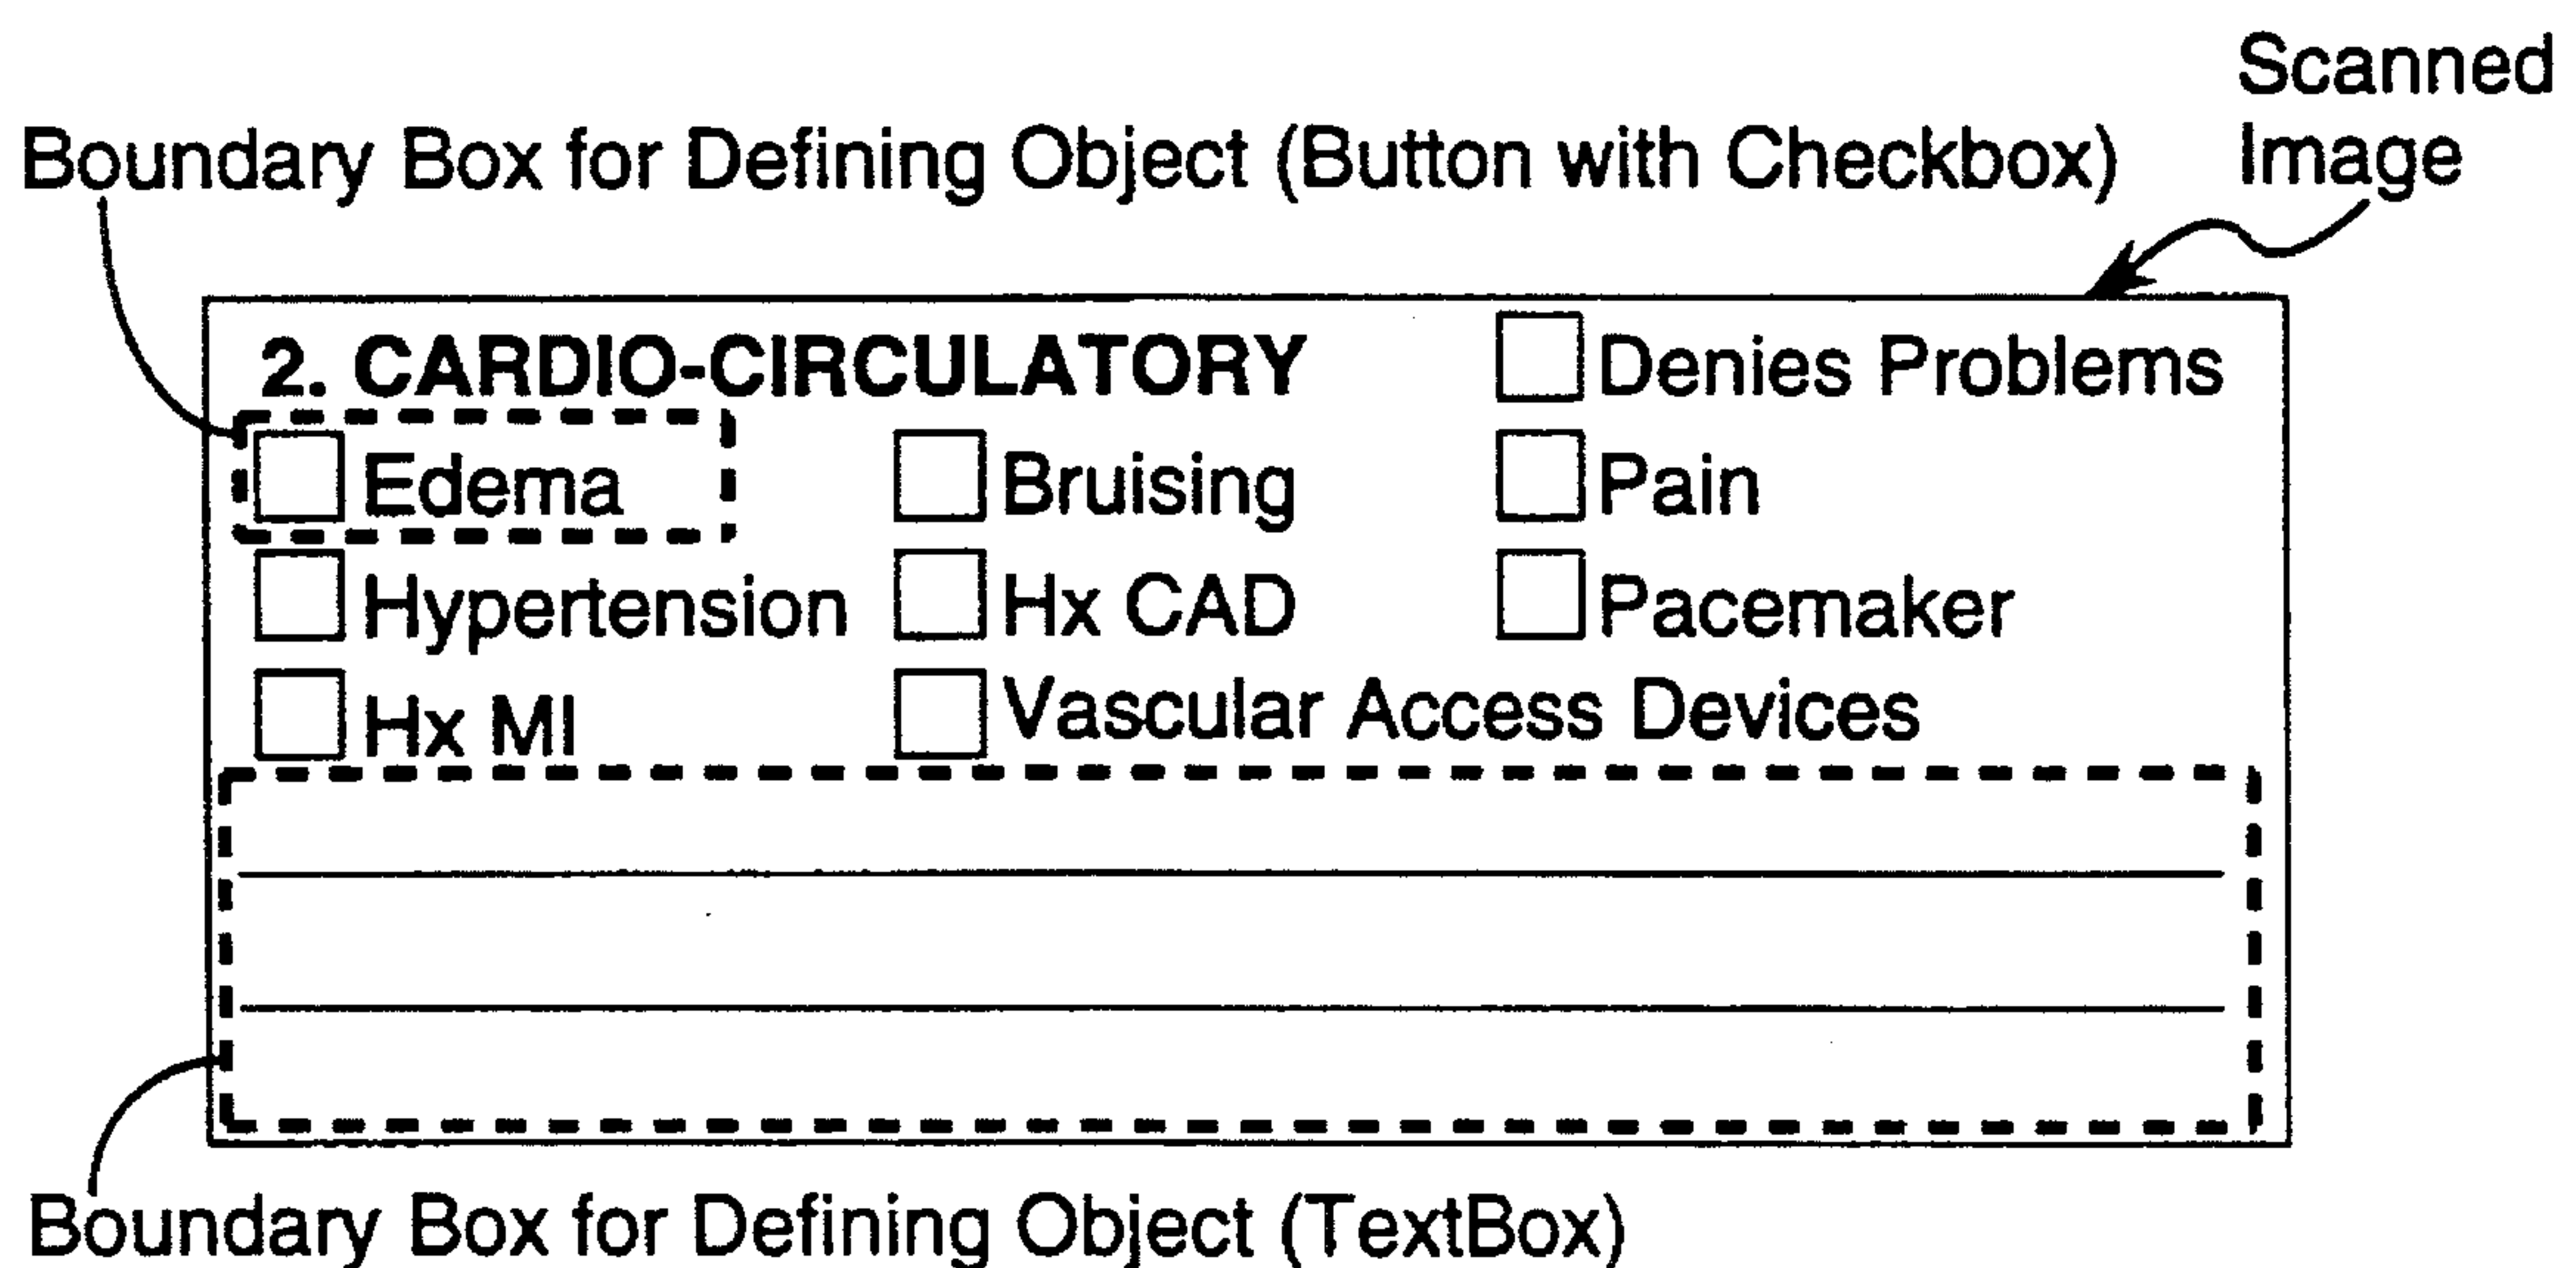 Scanned
Image
Boundary Box for Defining Object (Button with Checkbox)
2. CARDIO-CIRCULATORY Denies Problems
Edema Bruising Pain
Hypertension Hx CAD Pacemaker
Hx MI Vascular Access Devices
Boundary Box for Defining Object (TextBox)